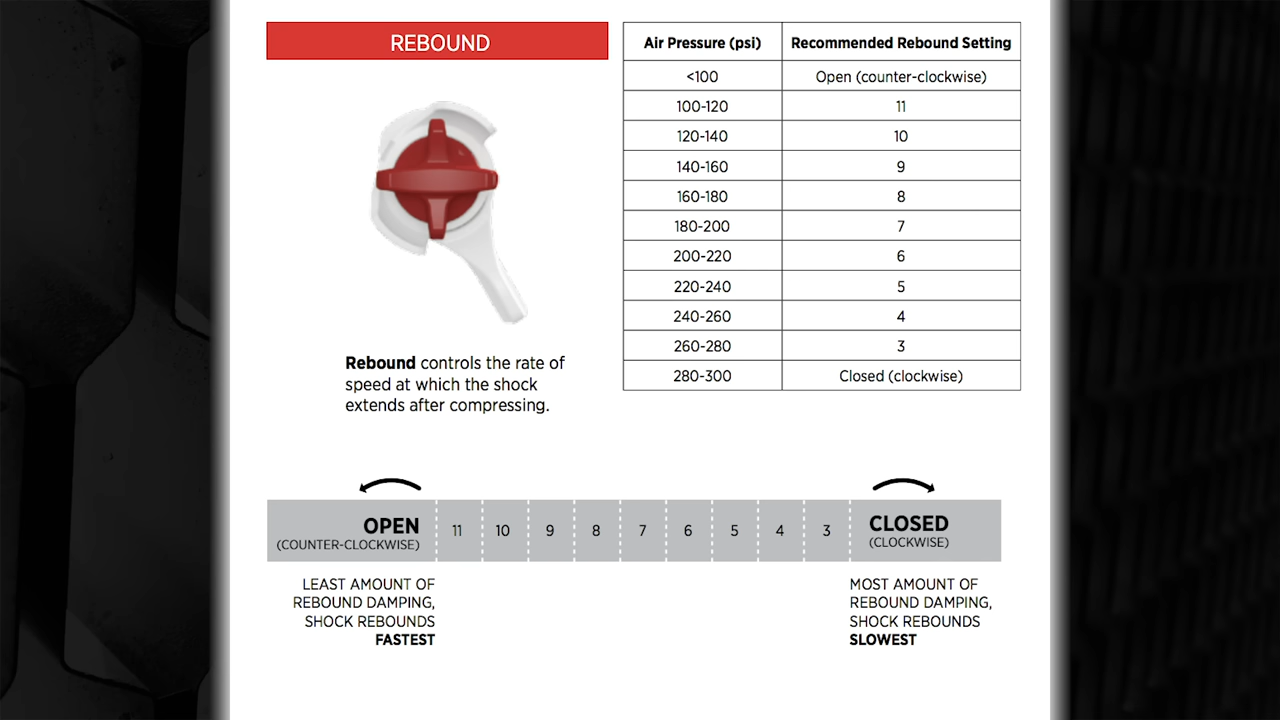 REBOUND
Rebound controls the rate of
speed at which the shock
extends after compressing.
Air Pressure (psi) Recommended Rebound Setting
<100 Open (counter-clockwise)
100-120 11
120-140 10
140-160 9
160-180 8
180-200 7
200-220 6
220-240 5
240-260 4
260-280 3
280-300 Closed (clockwise)
OPEN
(COUNTER-CLOCKWISE)
11 10 9 8 7 6 5 4 3
CLOSED
(CLOCKWISE)
LEAST AMOUNT OF
REBOUND DAMPING,
SHOCK REBOUNDS
FASTEST
MOST AMOUNT OF
REBOUND DAMPING,
SHOCK REBOUNDS
SLOWEST